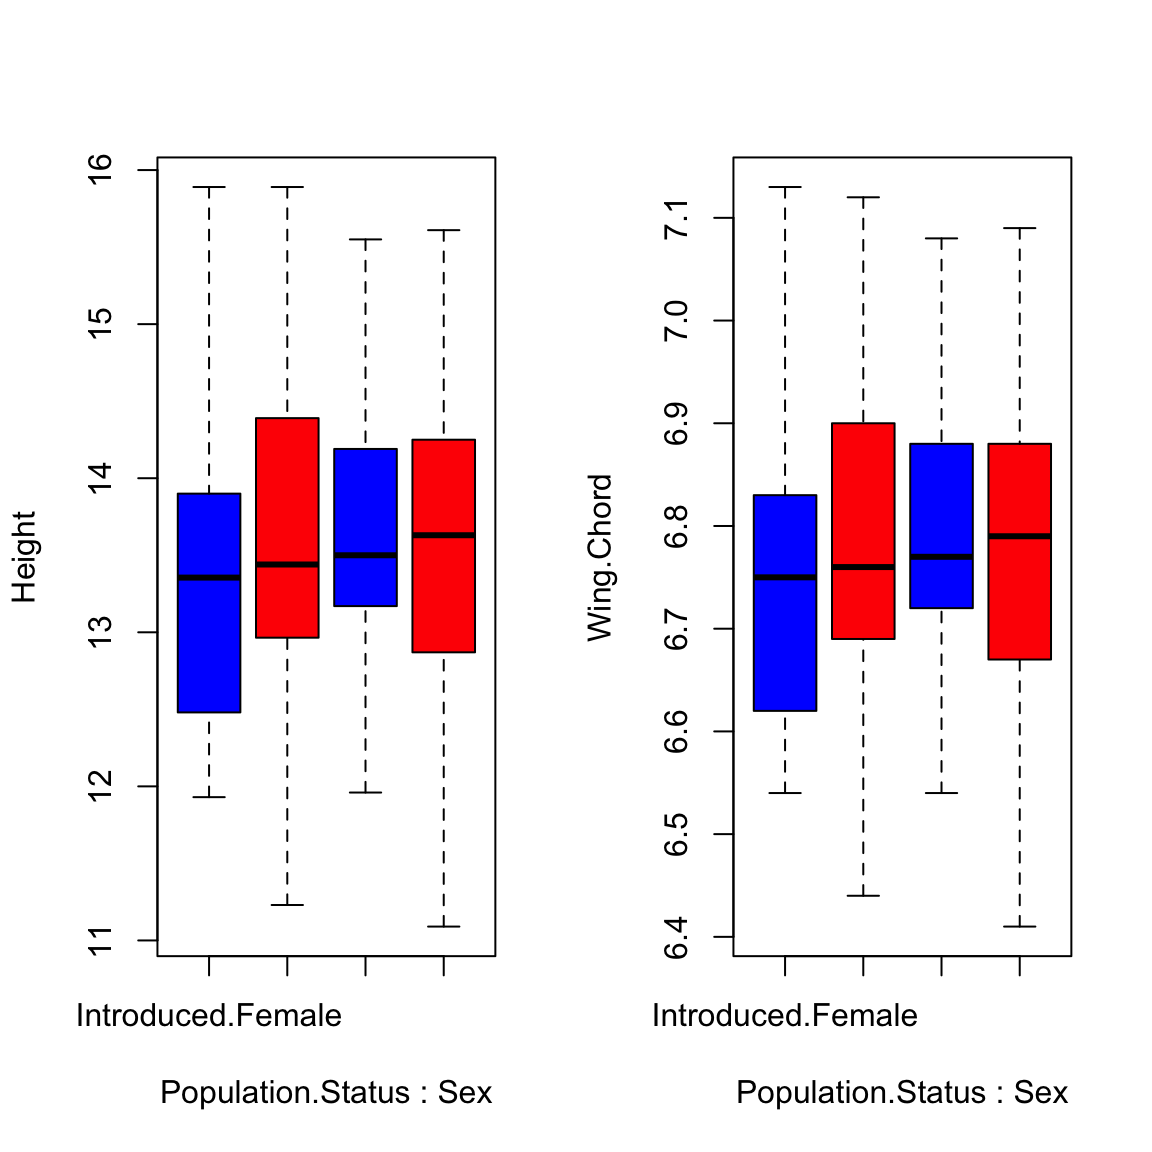 Height
16
15
14
13
12
11
Introduced.Female
Population.Status : Sex
Wing.Chord
7.1
7.0
6.9
6.8
6.7
6.6
6.5
6.4
Introduced.Female
Population.Status : Sex